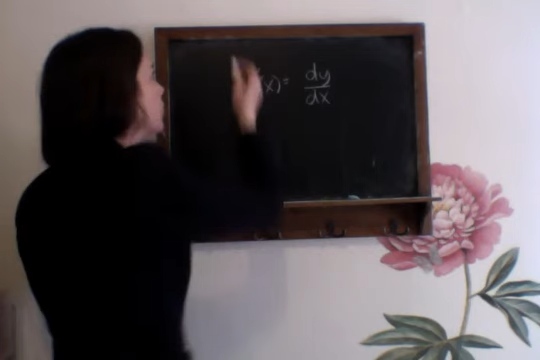 (x) = dy/dx